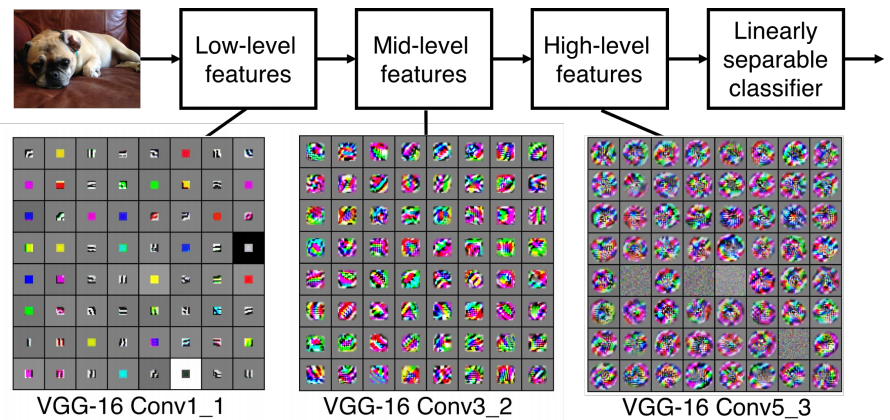 Low-level
features
Mid-level
features
High-level
features
Linearly
separable
classifier
VGG-16 Conv1_1
VGG-16 Conv3_2
VGG-16 Conv5_3